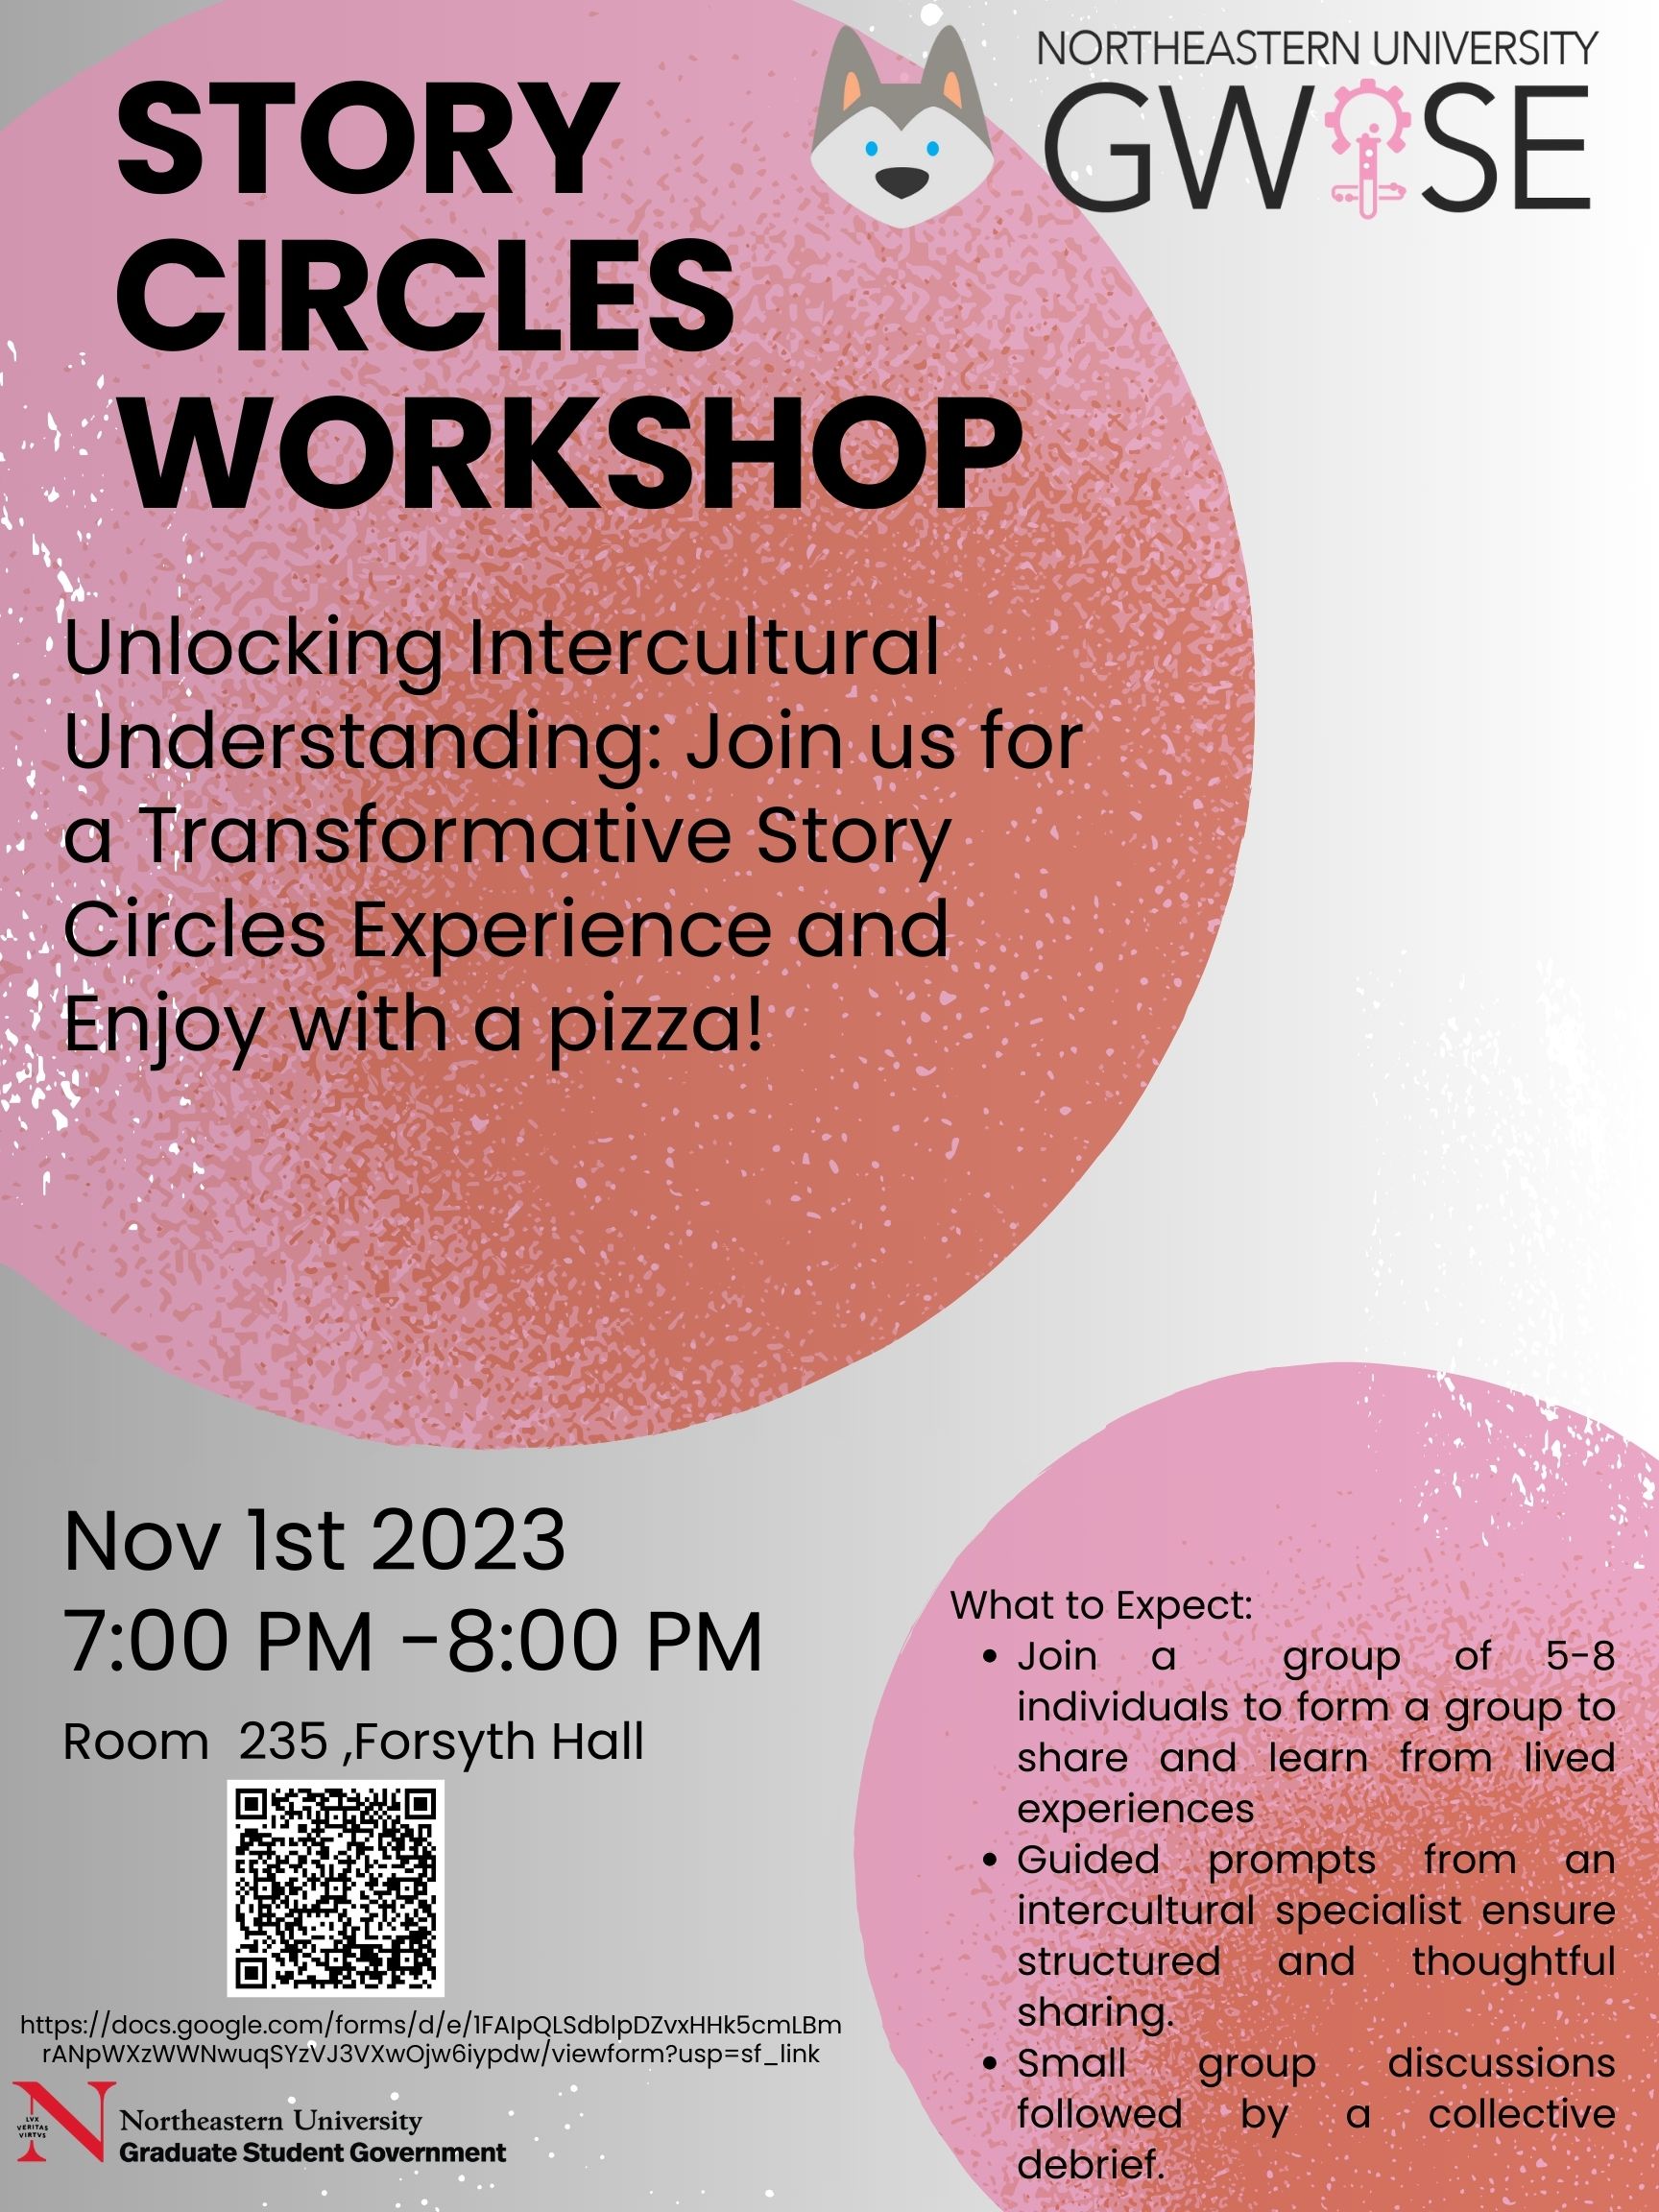 STORY
CIRCLES
WORKSHOP
NORTHEASTERN UNIVERSITY
GWiSE
Unlocking Intercultural
Understanding: Join us for
a Transformative Story
Circles Experience and
Enjoy with a pizza!
Nov 1st 2023
7:00 PM -8:00 PM
Room 235 ,Forsyth Hall
https://docs.google.com/forms/d/e/1FAIpQLSdblpDZvxHHk5cmLBm
rANpWXzWWNwuqSYzVJ3VXwOjw6iypdw/viewform?usp=sf_link
LVX
VERITAS
VIRTVS
Northeastern University
Graduate Student Government
What to Expect:
• Join a group of 5-8
individuals to form a group to
share and learn from lived
experiences
• Guided prompts from an
intercultural specialist ensure
structured and thoughtful
sharing.
• Small group discussions
followed by a collective
debrief.